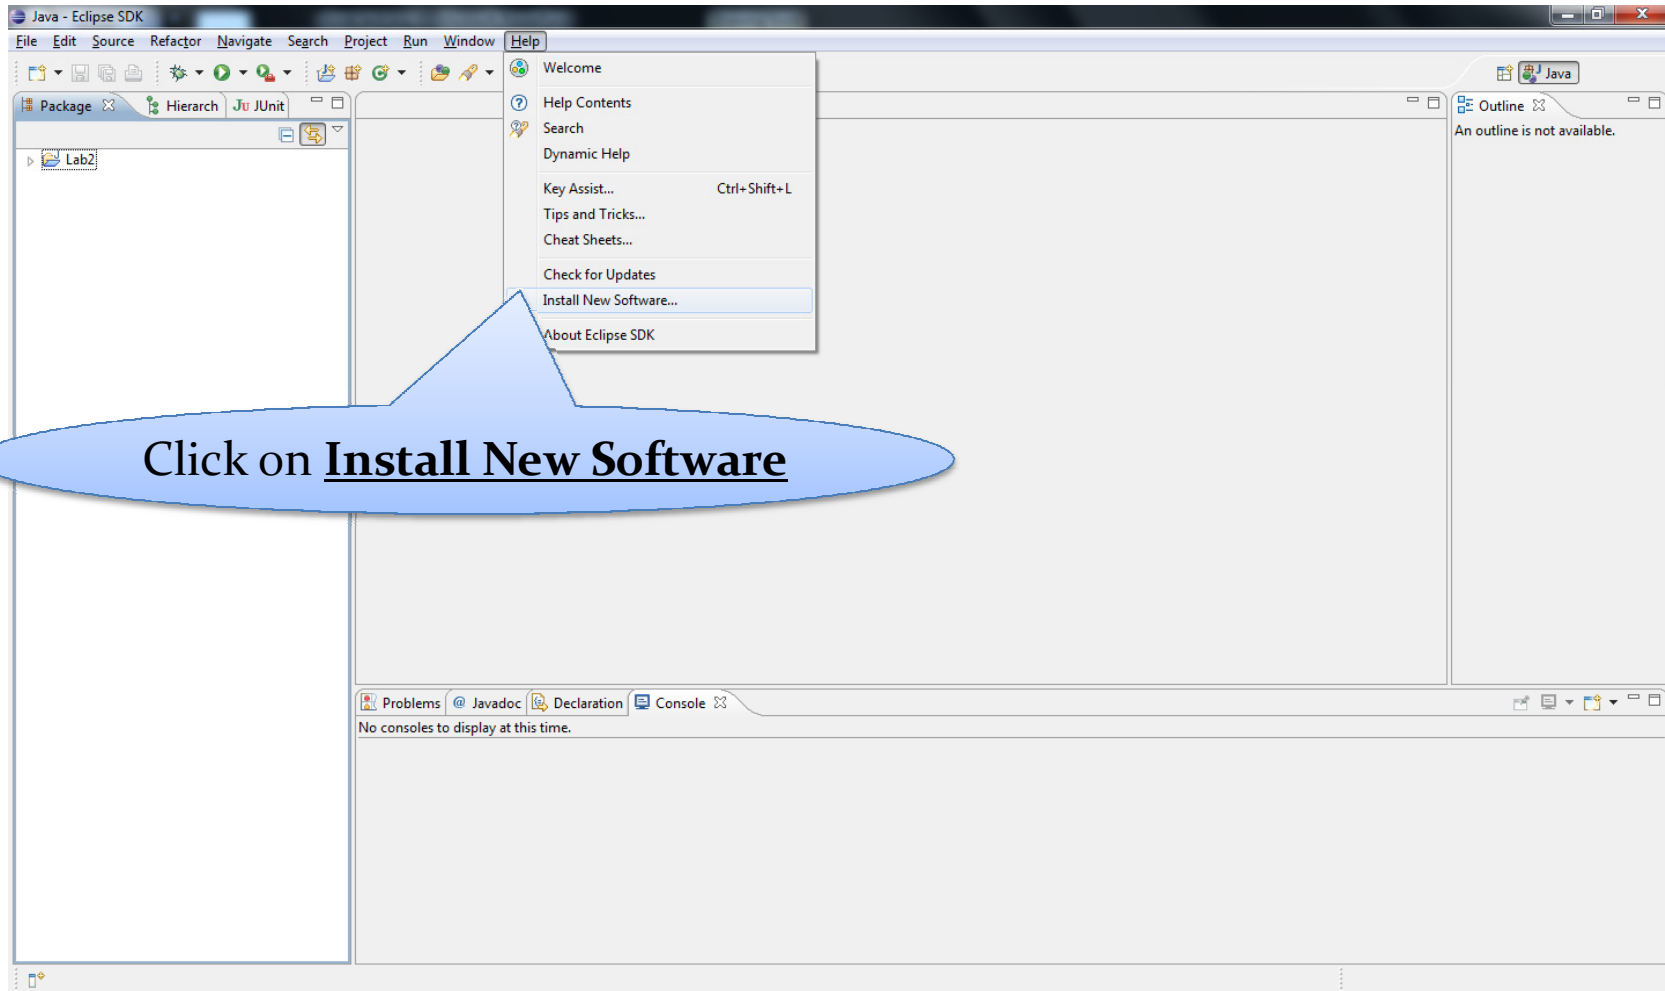 Java - Eclipse SDK
File Edit Source Refactor Navigate Search Project Run Window Help
Welcome
Java
Package Hierarch Ju JUnit
Help Contents
Outline
Search
An outline is not available.
Dynamic Help
Lab2
Key Assist... Ctrl+Shift+L
Tips and Tricks...
Cheat Sheets...
Check for Updates
Install New Software...
About Eclipse SDK
Click on Install New Software
Problems @ Javadoc Declaration Console
No consoles to display at this time.